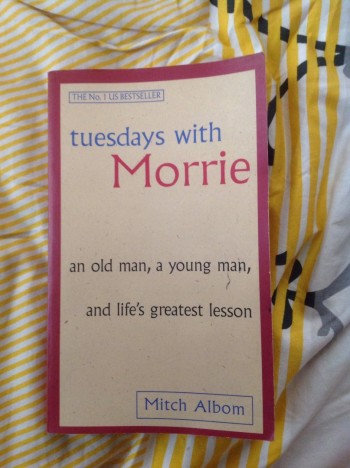 THE No. 1 US BESTSELLER
tuesdays with
Morrie
an old man, a young man,
and life's greatest lesson
Mitch Albom